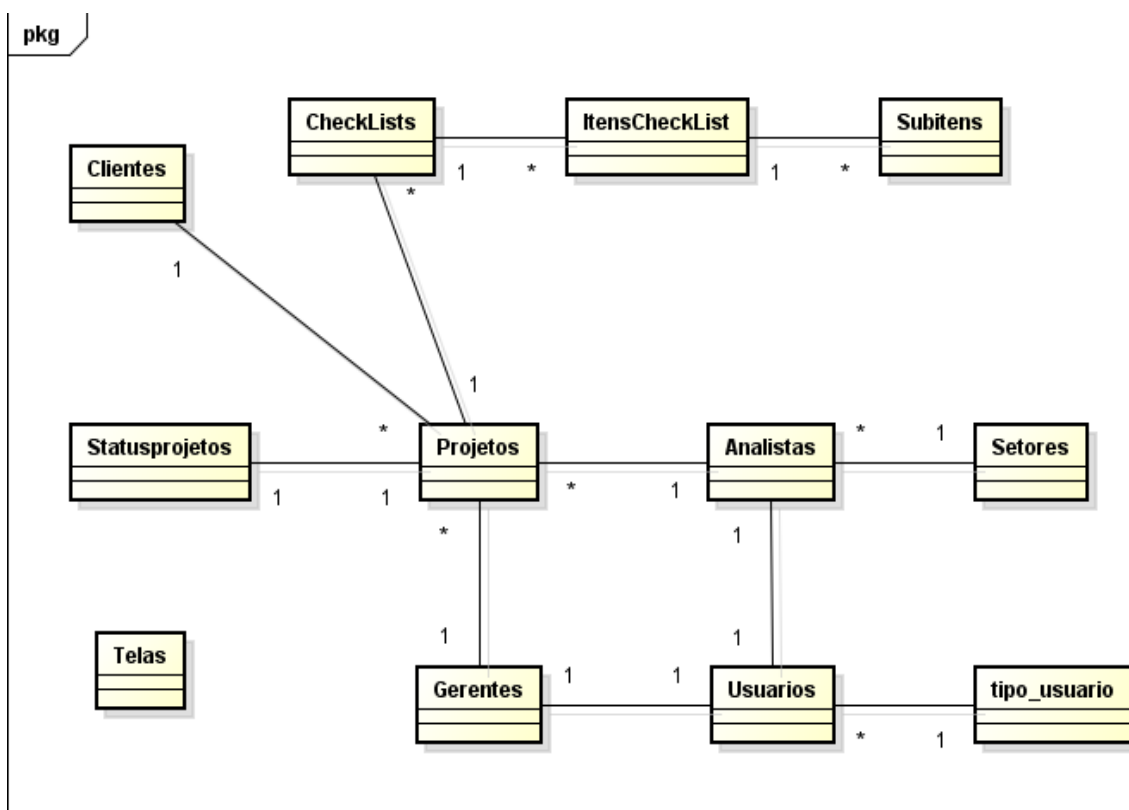 pkg
CheckLists
ItensCheckList
Subitens
Clientes
1
*
1
*
*
1
1
*
1
Statusprojetos
Projetos
Analistas
Setores
*
1
1
1
*
1
*
1
1
1
Telas
Gerentes
1
1
Usuarios
tipo_usuario
*
1